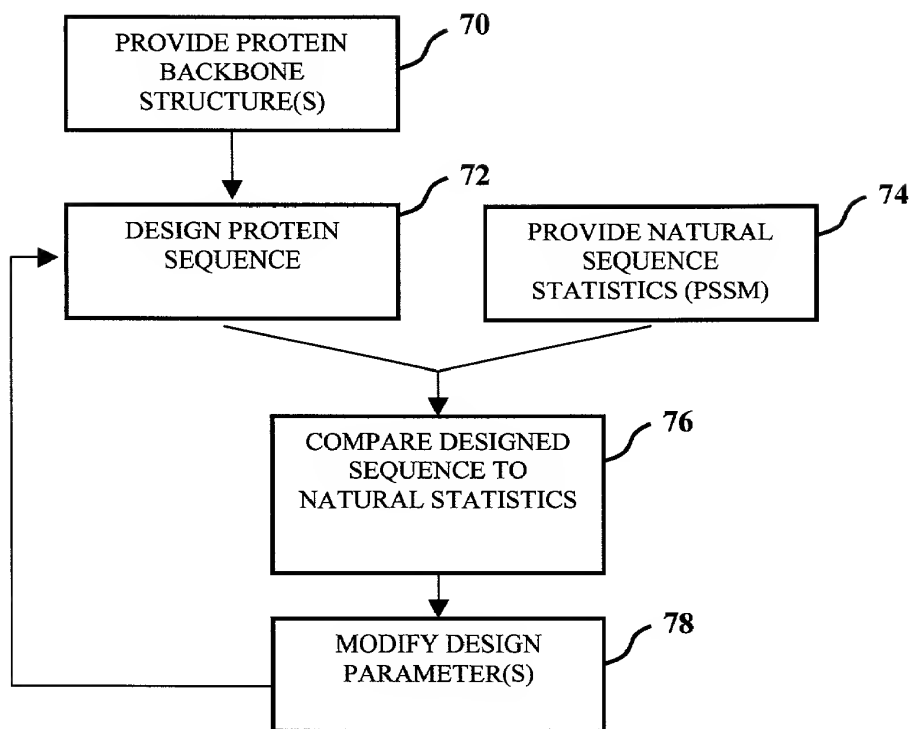 70
PROVIDE PROTEIN
BACKBONE
STRUCTURE(S)
72
DESIGN PROTEIN
SEQUENCE
74
PROVIDE NATURAL
SEQUENCE
STATISTICS (PSSM)
76
COMPARE DESIGNED
SEQUENCE TO
NATURAL STATISTICS
78
MODIFY DESIGN
PARAMETER(S)